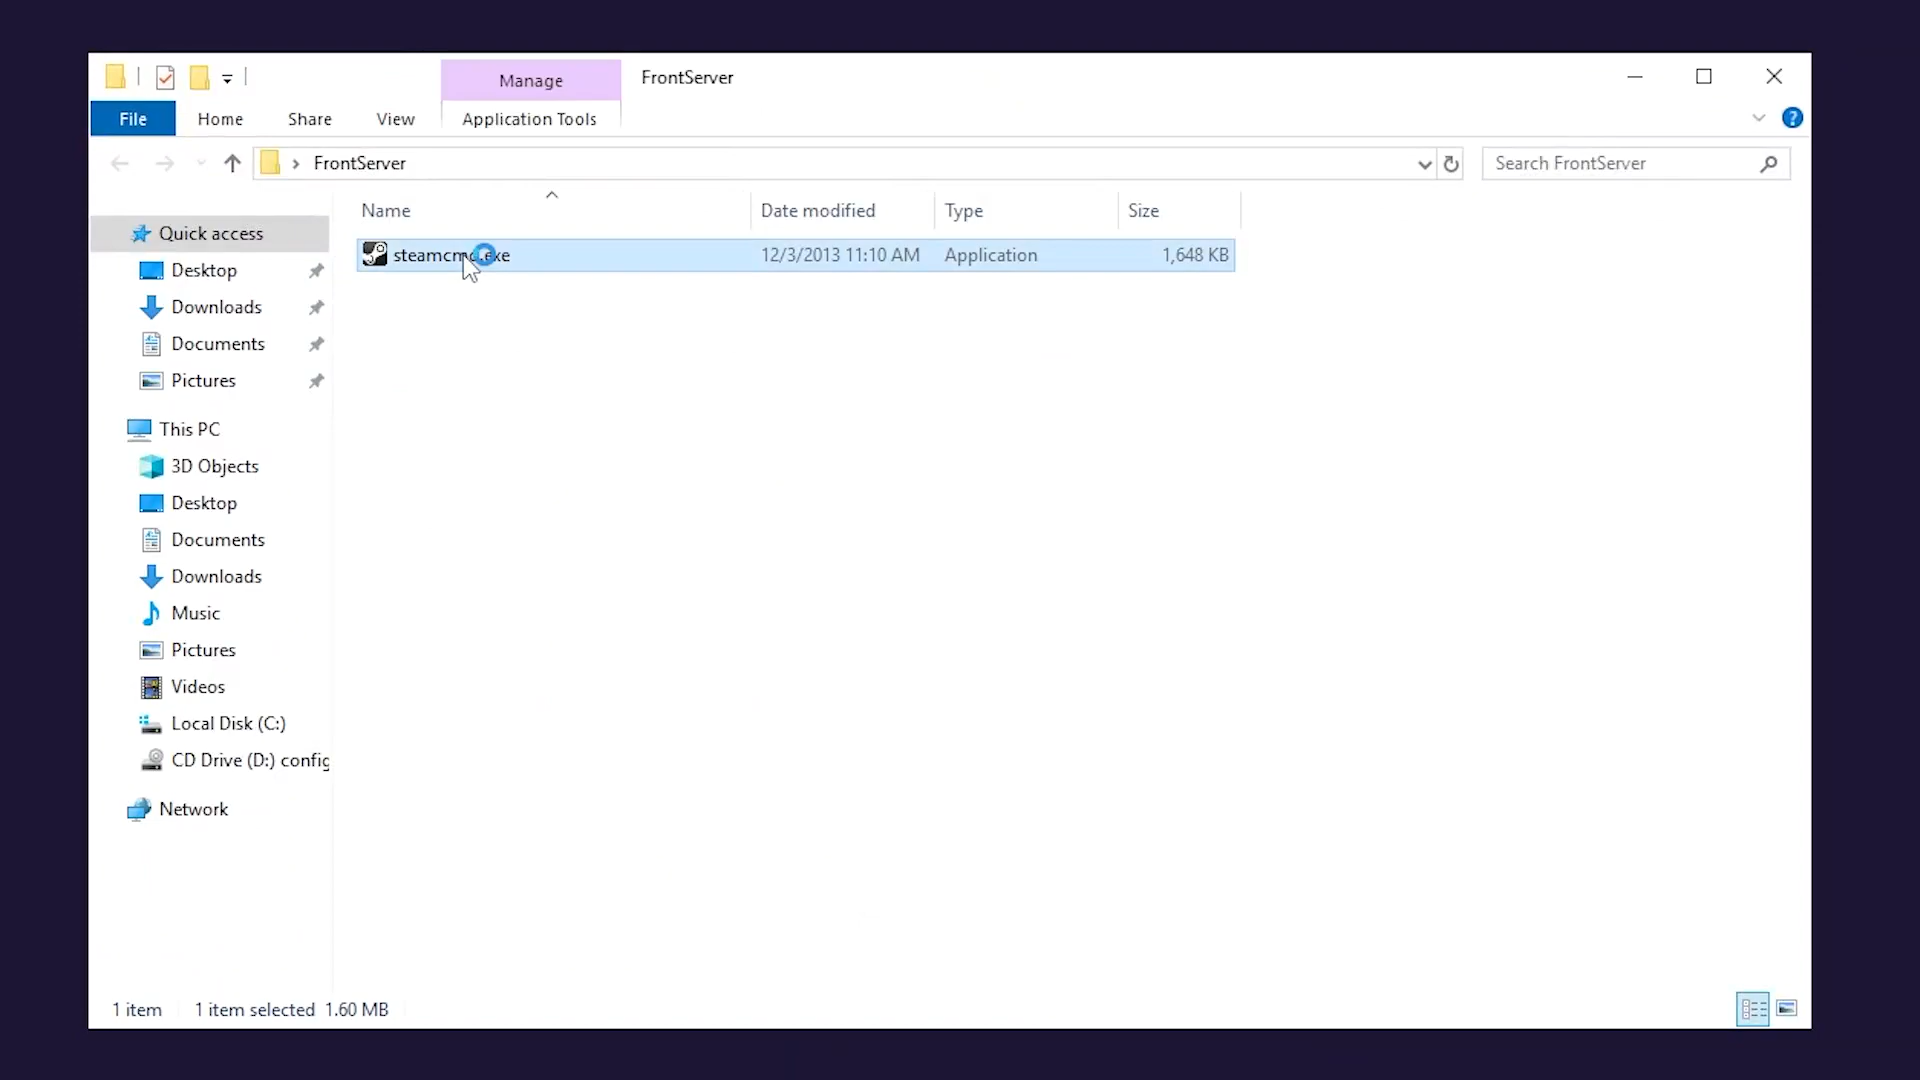 Manage
FrontServer
File
Home
Share
View
Application Tools
?
FrontServer
Search FrontServer
Name
Date modified
Type
Size
steamcmd.exe
12/3/2013 11:10 AM
Application
1,648 KB
Quick access
Desktop
Downloads
Documents
Pictures
This PC
3D Objects
Desktop
Documents
Downloads
Music
Pictures
Videos
Local Disk (C:)
CD Drive (D:) config
Network
1 item
1 item selected 1.60 MB